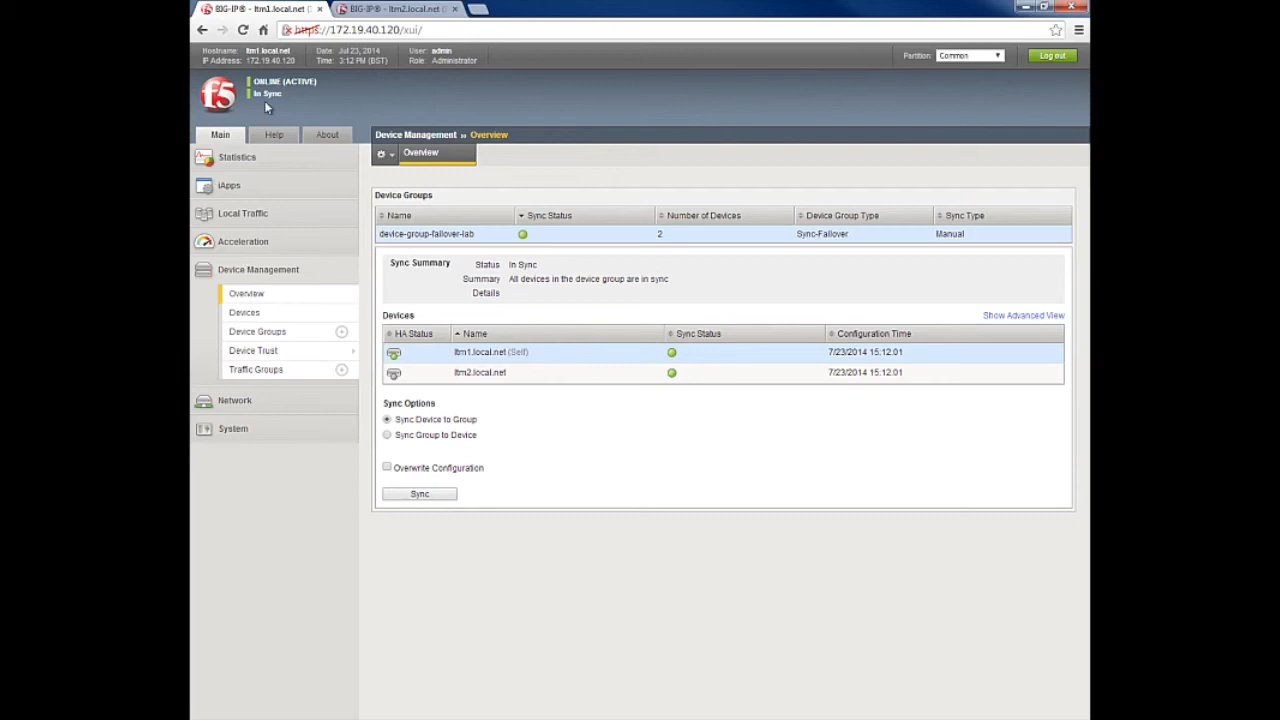 BIG-IP® - ltm1.local.net (
BIG-IP® - ltm2.local.net (
https://172.19.40.120/xui/
Hostname: ltm1.local.net Date: Jul 23, 2014 User: admin
IP Address: 172.19.40.120 Time: 3:12 PM (BST) Role: Administrator
Partition: Common Log out
f5
ONLINE (ACTIVE)
In Sync
Main Help About
Device Management ›› Overview
Overview
Statistics
iApps
Local Traffic
Acceleration
Device Management
Overview
Devices
Device Groups
Device Trust
Traffic Groups
Network
System
Device Groups
Name Sync Status Number of Devices Device Group Type Sync Type
device-group-failover-lab 2 Sync-Failover Manual
Sync Summary Status In Sync
Summary All devices in the device group are in sync
Details
Devices Show Advanced View
HA Status Name Sync Status Configuration Time
ltm1.local.net (Self) 7/23/2014 15:12.01
ltm2.local.net 7/23/2014 15:12.01
Sync Options
Sync Device to Group
Sync Group to Device
Overwrite Configuration
Sync